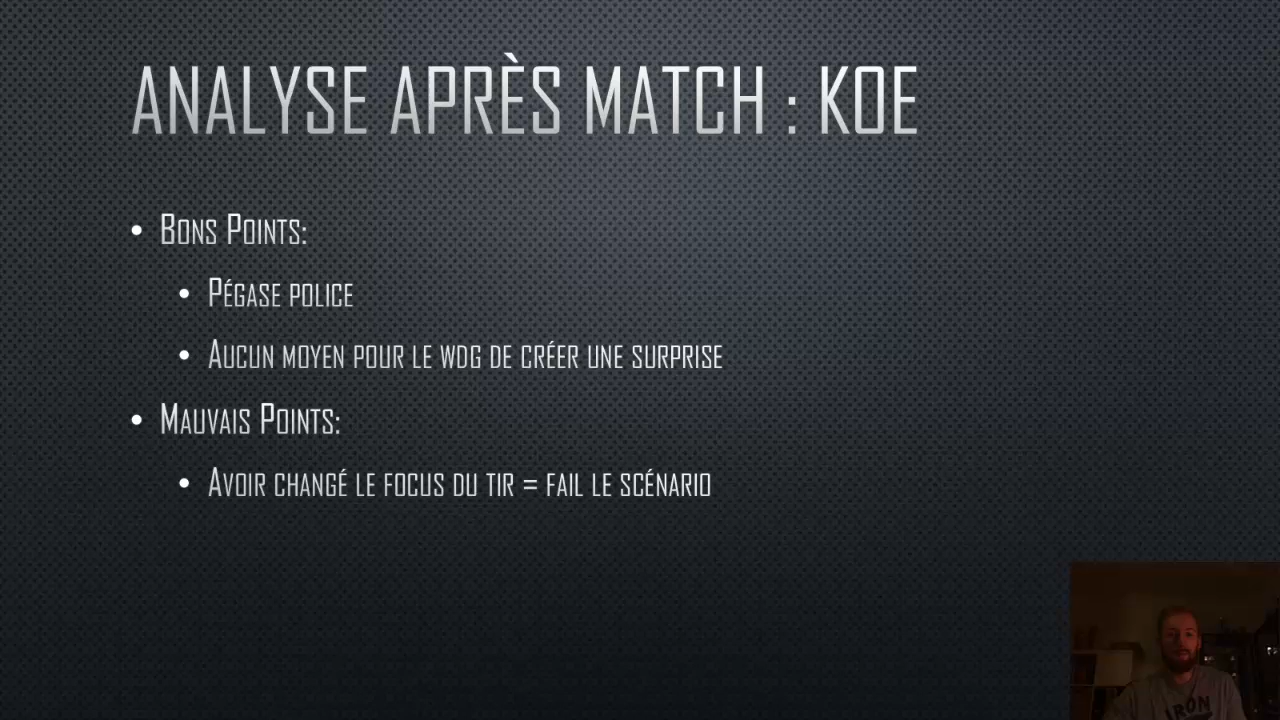 ANALYSE APRÈS MATCH : KOE
• BONS POINTS:
• PÉGASE POLICE
• AUCUN MOYEN POUR LE WDG DE CRÉER UNE SURPRISE
• MAUVAIS POINTS:
• AVOIR CHANGÉ LE FOCUS DU TIR = FAIL LE SCÉNARIO